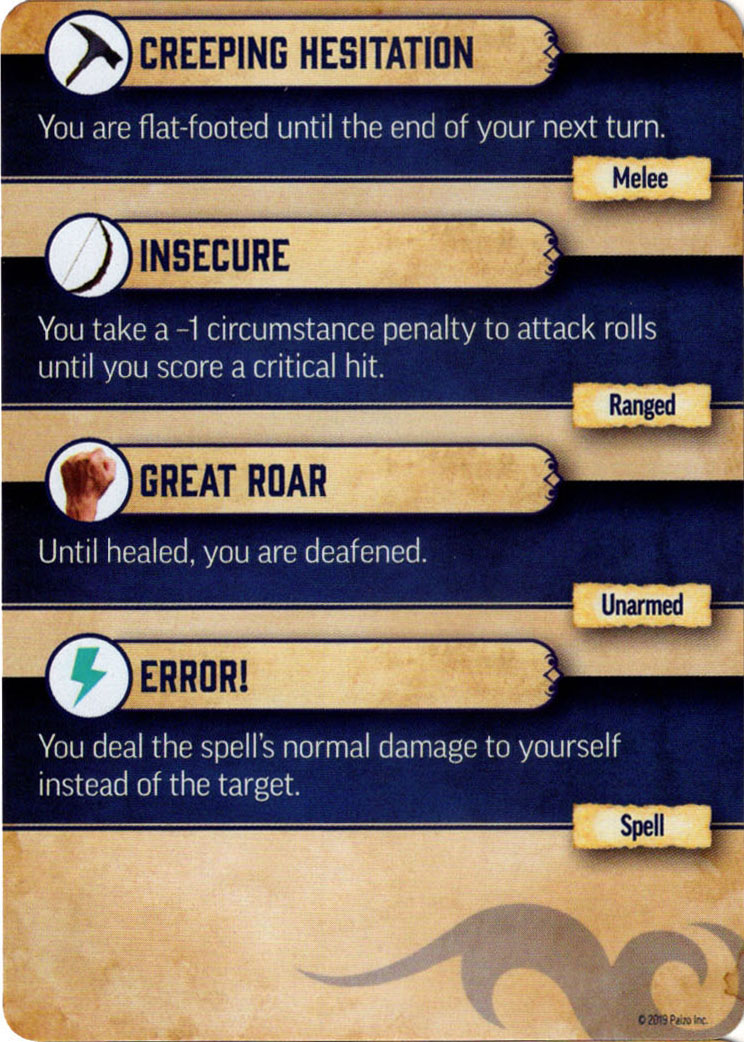 CREEPING HESITATION
You are flat-footed until the end of your next turn.
Melee
INSECURE
You take a –1 circumstance penalty to attack rolls
until you score a critical hit.
Ranged
GREAT ROAR
Until healed, you are deafened.
Unarmed
ERROR!
You deal the spell's normal damage to yourself
instead of the target.
Spell
© 2019 Paizo Inc.